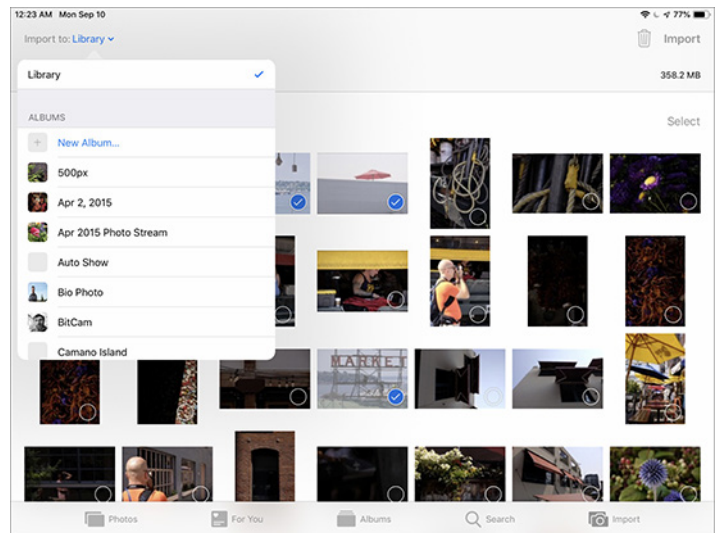 12:23 AM Mon Sep 10
77%
Import to: Library
Import
Library
358.2 MB
ALBUMS
Select
New Album...
500px
Apr 2, 2015
Apr 2015 Photo Stream
Auto Show
Bio Photo
BitCam
Camano Island
MARKET
Photos
For You
Albums
Search
Import